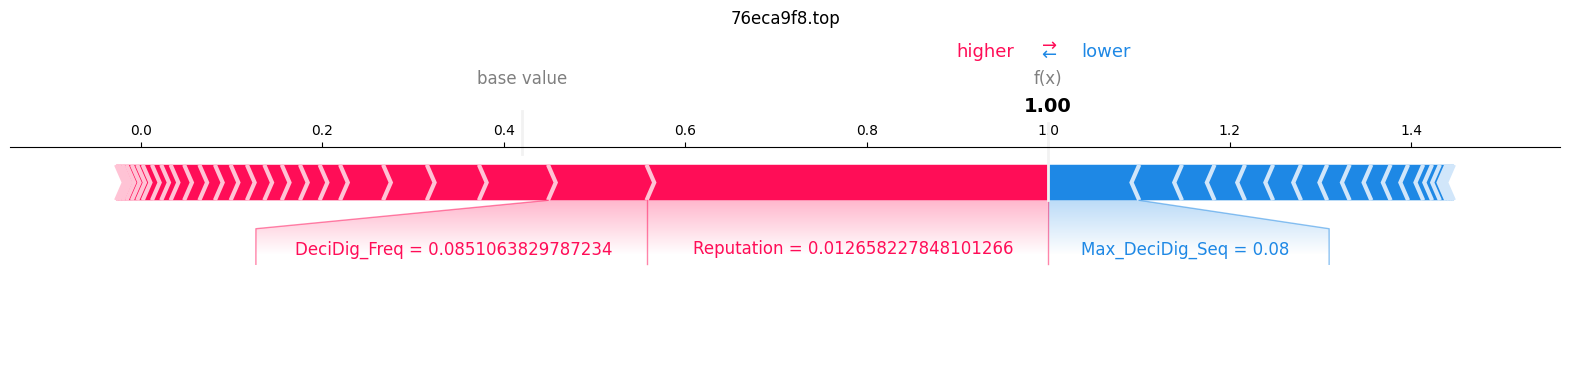 76eca9f8.top
higher ⇄ lower
base value f(x)
1.00
0.0 0.2 0.4 0.6 0.8 1.0 1.2 1.4
DeciDig_Freq = 0.0851063829787234 Reputation = 0.012658227848101266 Max_DeciDig_Seq = 0.08